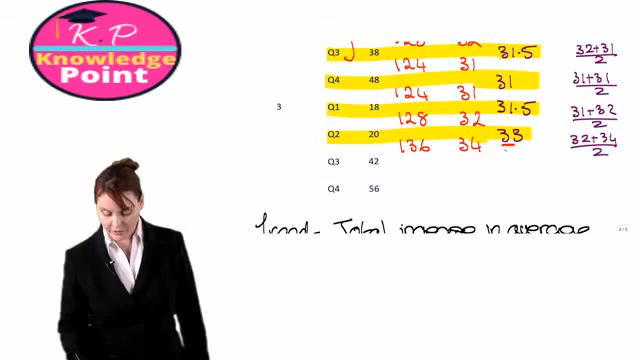 K.P
Knowledge
Point
32
Q3 38 31.5 32+31/2
124 31
Q4 48 31 31+31/2
124 31
3 Q1 18 31.5 31+32/2
128 32
Q2 20 33 32+34/2
136 34
Q3 42
Q4 56
Trend = Total increase in average